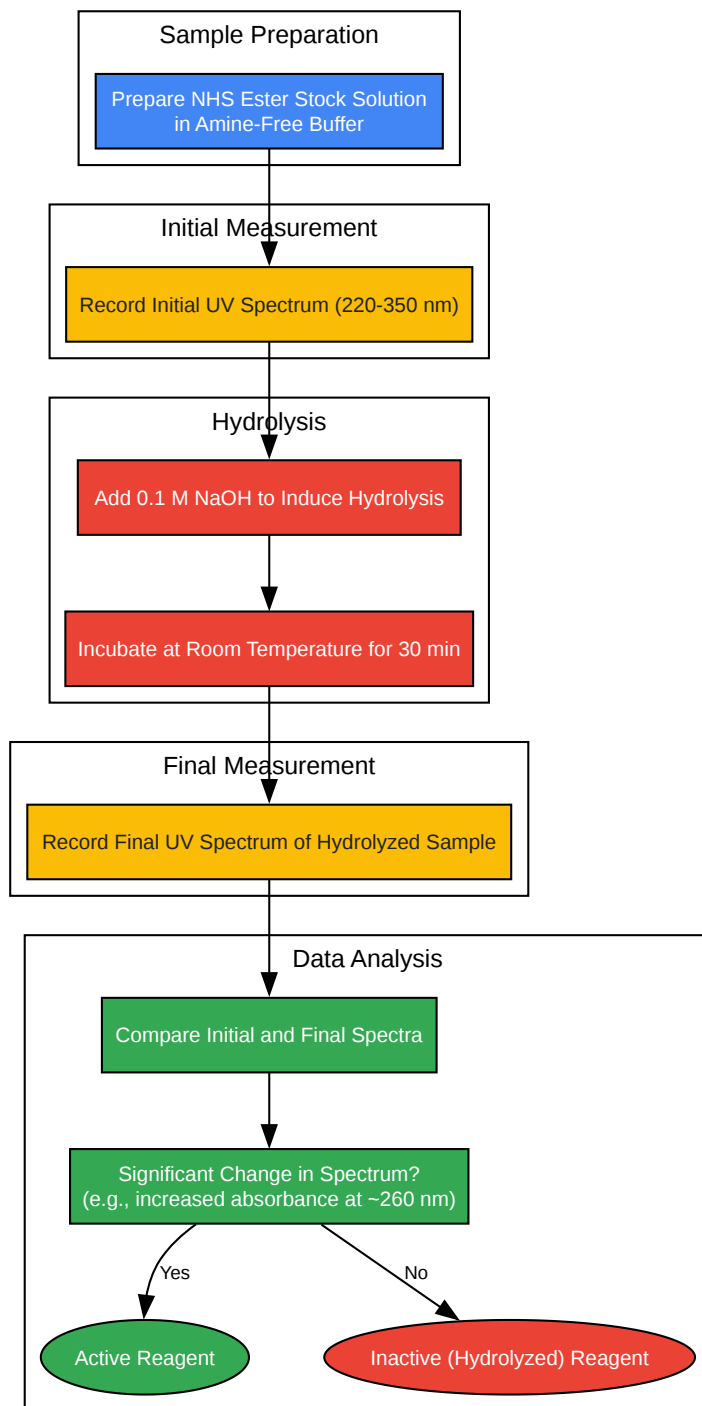 Sample Preparation
Prepare NHS Ester Stock Solution
in Amine-Free Buffer
Initial Measurement
Record Initial UV Spectrum (220-350 nm)
Hydrolysis
Add 0.1 M NaOH to Induce Hydrolysis
Incubate at Room Temperature for 30 min
Final Measurement
Record Final UV Spectrum of Hydrolyzed Sample
Data Analysis
Compare Initial and Final Spectra
Significant Change in Spectrum?
(e.g., increased absorbance at ~260 nm)
Yes
No
Active Reagent
Inactive (Hydrolyzed) Reagent